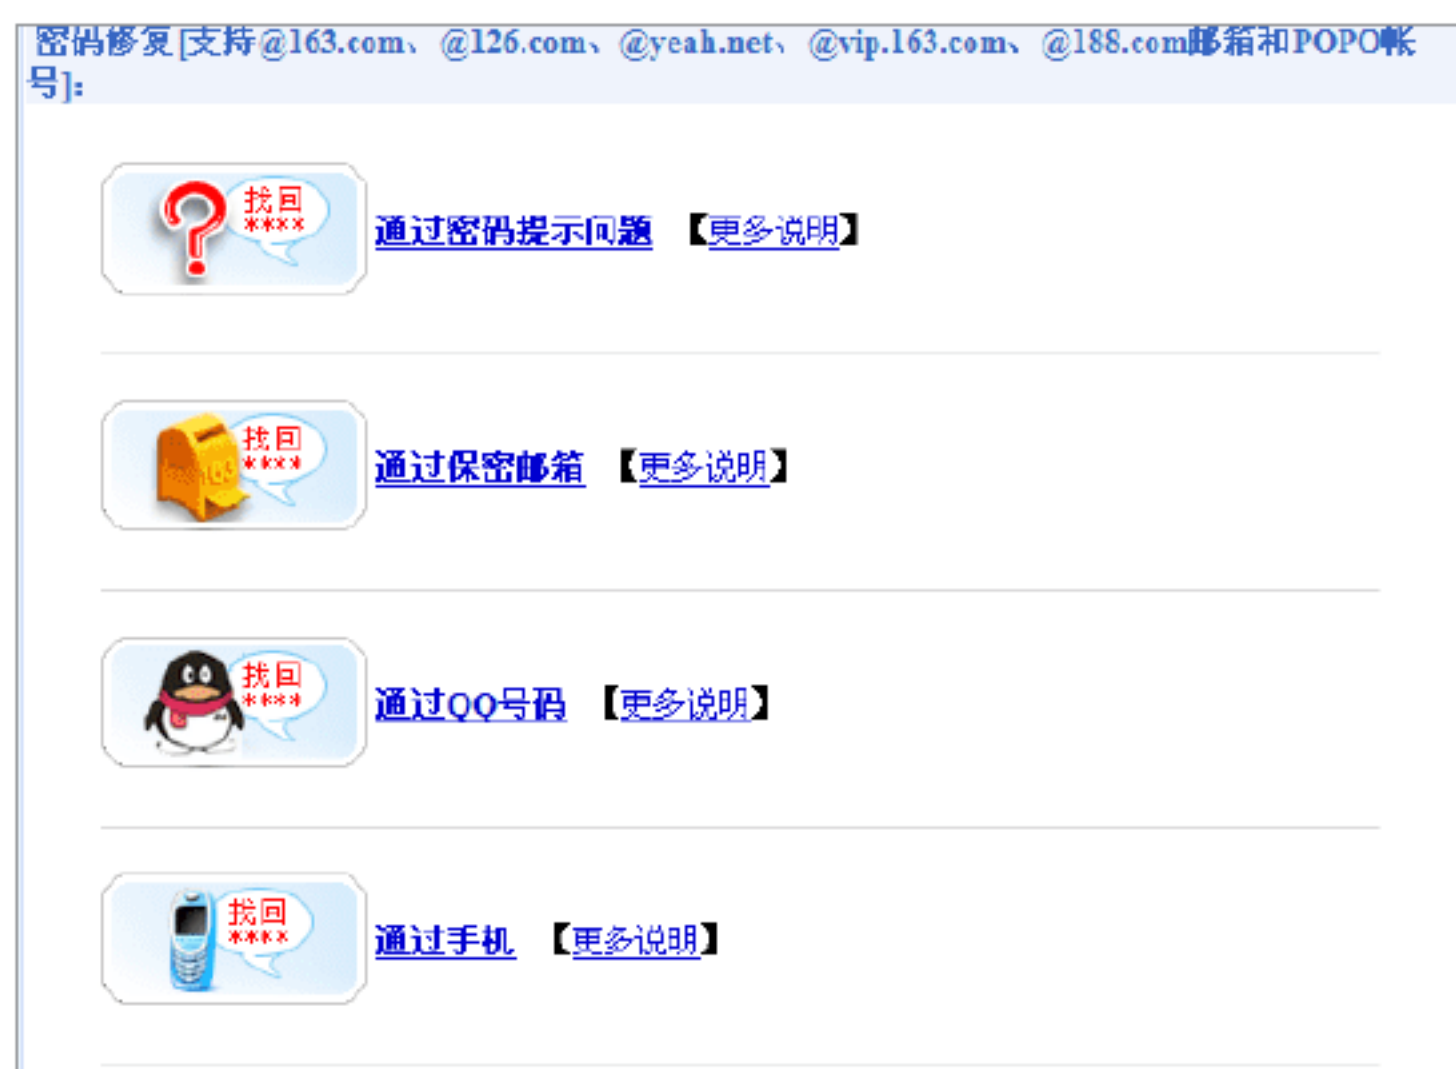 密码修复[支持@163.com、@126.com、@yeah.net、@vip.163.com、@188.com邮箱和POPO帐
号]：
找回
****
通过密码提示问题 【更多说明】
找回
****
通过保密邮箱 【更多说明】
找回
****
通过QQ号码 【更多说明】
找回
****
通过手机 【更多说明】